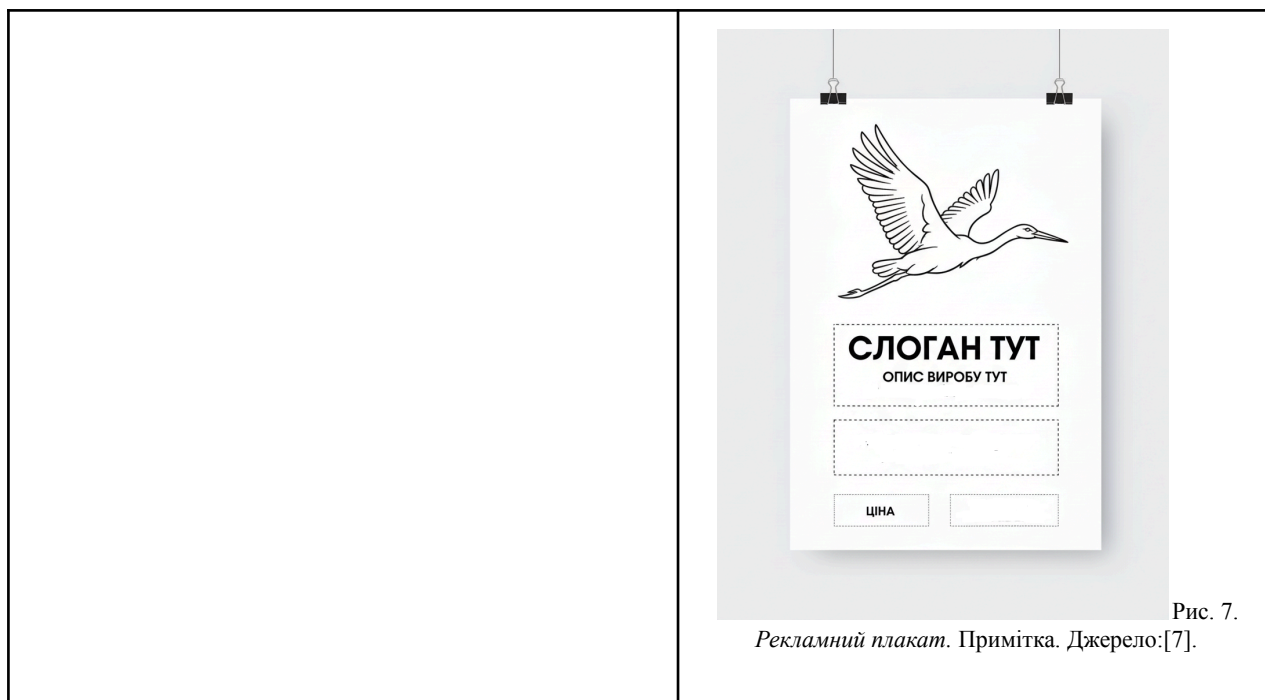 СЛОГАН ТУТ
ОПИС ВИРОБУ ТУТ
ЦІНА
Рис. 7.
Рекламний плакат. Примітка. Джерело:[7].